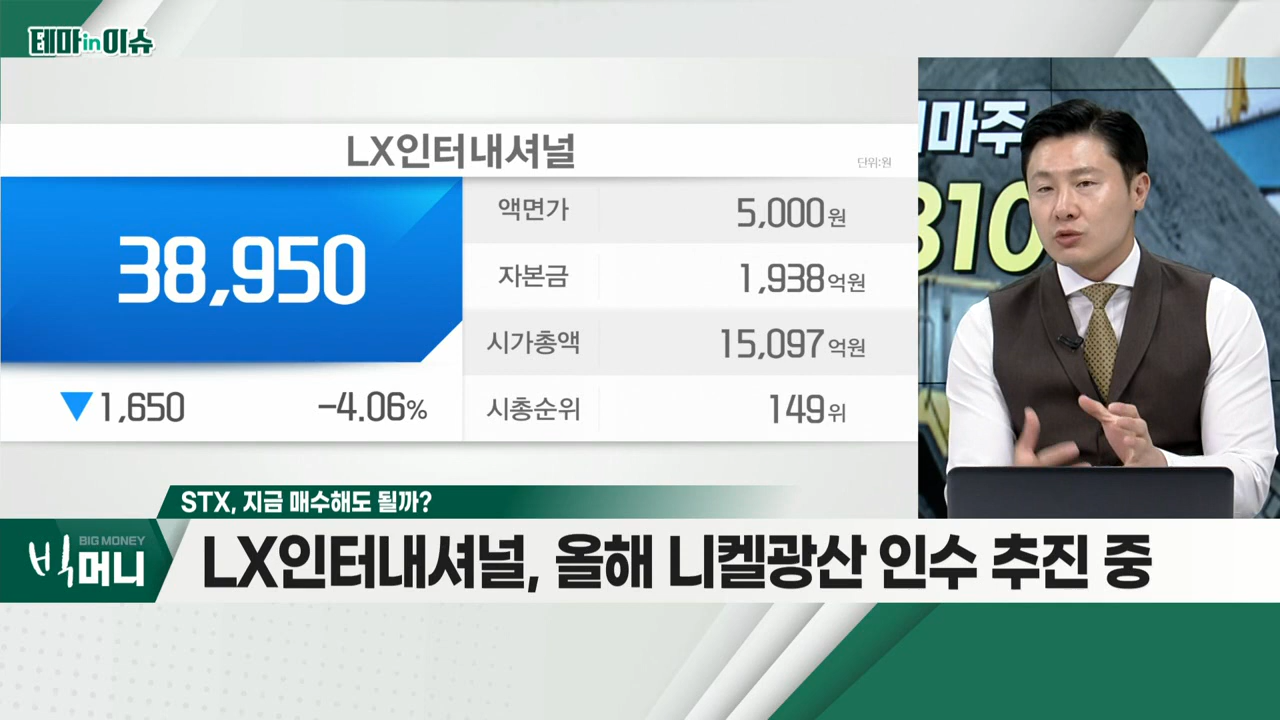 테마in이슈
LX인터내셔널
단위:원
38,950
▼1,650 -4.06%
액면가 5,000원
자본금 1,938억원
시가총액 15,097억원
시총순위 149위
마주
310
STX, 지금 매수해도 될까?
BIG MONEY
빅머니
LX인터내셔널, 올해 니켈광산 인수 추진 중